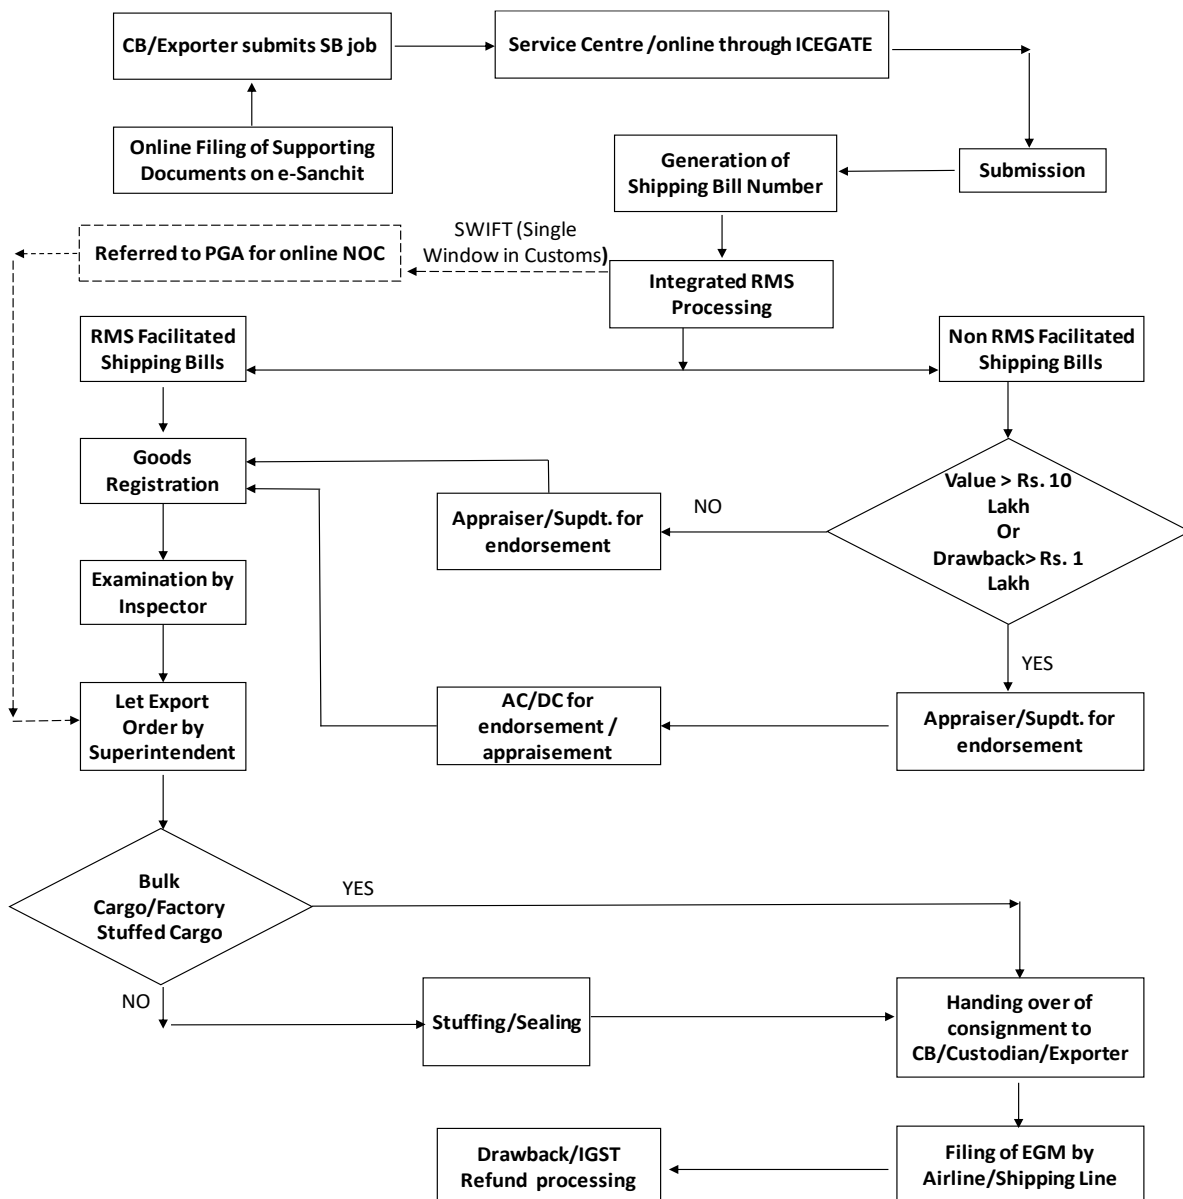 CB/Exporter submits SB job
Service Centre /online through ICEGATE
Online Filing of Supporting
Documents on e-Sanchit
Generation of
Shipping Bill Number
Submission
SWIFT (Single
Window in Customs)
Referred to PGA for online NOC
Integrated RMS
Processing
RMS Facilitated
Shipping Bills
Non RMS Facilitated
Shipping Bills
Goods
Registration
Appraiser/Supdt. for
endorsement
NO
Value > Rs. 10
Lakh
Or
Drawback> Rs. 1
Lakh
Examination by
Inspector
YES
Let Export
Order by
Superintendent
AC/DC for
endorsement /
appraisement
Appraiser/Supdt. for
endorsement
Bulk
Cargo/Factory
Stuffed Cargo
YES
NO
Stuffing/Sealing
Handing over of
consignment to
CB/Custodian/Exporter
Drawback/IGST
Refund processing
Filing of EGM by
Airline/Shipping Line